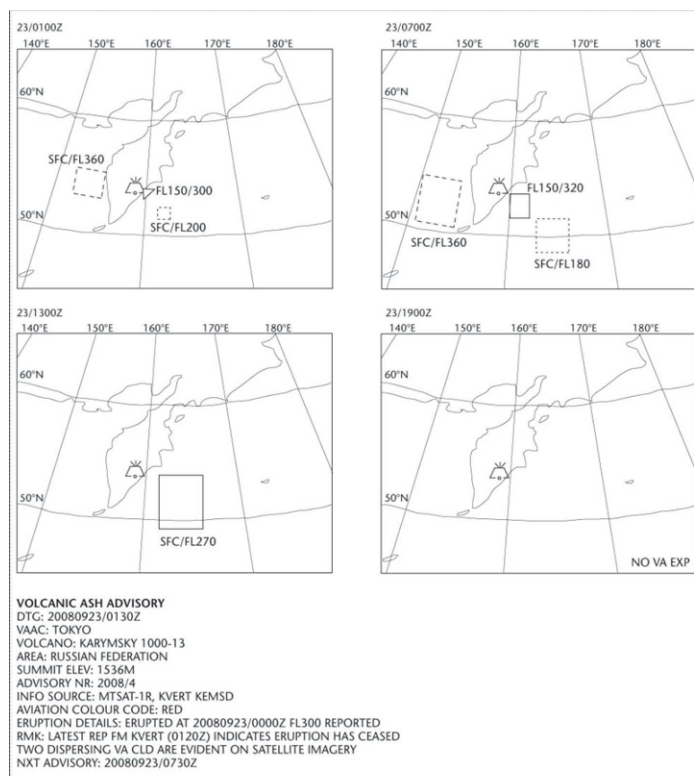 23/0100Z
140°E 150°E 160°E 170°E 180°E
60°N
SFC/FL360
FL150/300
50°N
SFC/FL200
23/0700Z
140°E 150°E 160°E 170°E 180°E
60°N
FL150/320
50°N
SFC/FL360
SFC/FL180
23/1300Z
140°E 150°E 160°E 170°E 180°E
60°N
50°N
SFC/FL270
23/1900Z
140°E 150°E 160°E 170°E 180°E
60°N
50°N
NO VA EXP
VOLCANIC ASH ADVISORY
DTG: 20080923/0130Z
VAAC: TOKYO
VOLCANO: KARYMSKY 1000-13
AREA: RUSSIAN FEDERATION
SUMMIT ELEV: 1536M
ADVISORY NR: 2008/4
INFO SOURCE: MTSAT-1R, KVERT KEMSD
AVIATION COLOUR CODE: RED
ERUPTION DETAILS: ERUPTED AT 20080923/0000Z FL300 REPORTED
RMK: LATEST REP FM KVERT (0120Z) INDICATES ERUPTION HAS CEASED
TWO DISPERSING VA CLD ARE EVIDENT ON SATELLITE IMAGERY
NXT ADVISORY: 20080923/0730Z